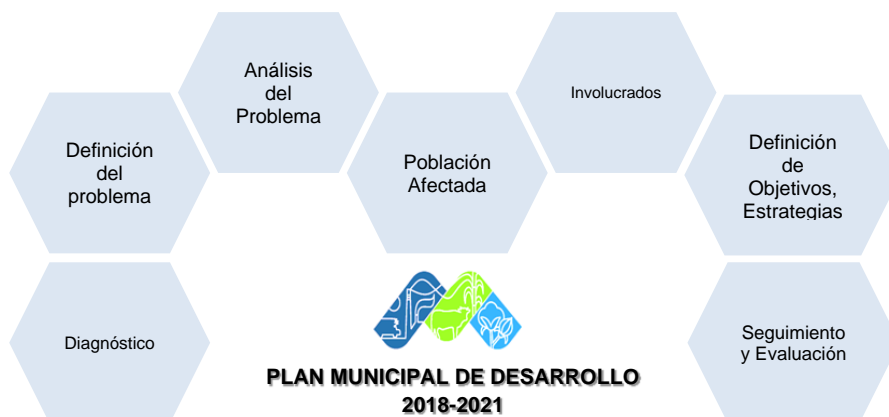 Análisis
del
Problema
Involucrados
Definición
del
problema
Población
Afectada
Definición
de
Objetivos,
Estrategias
Diagnóstico
Seguimiento
y Evaluación
PLAN MUNICIPAL DE DESARROLLO
2018-2021